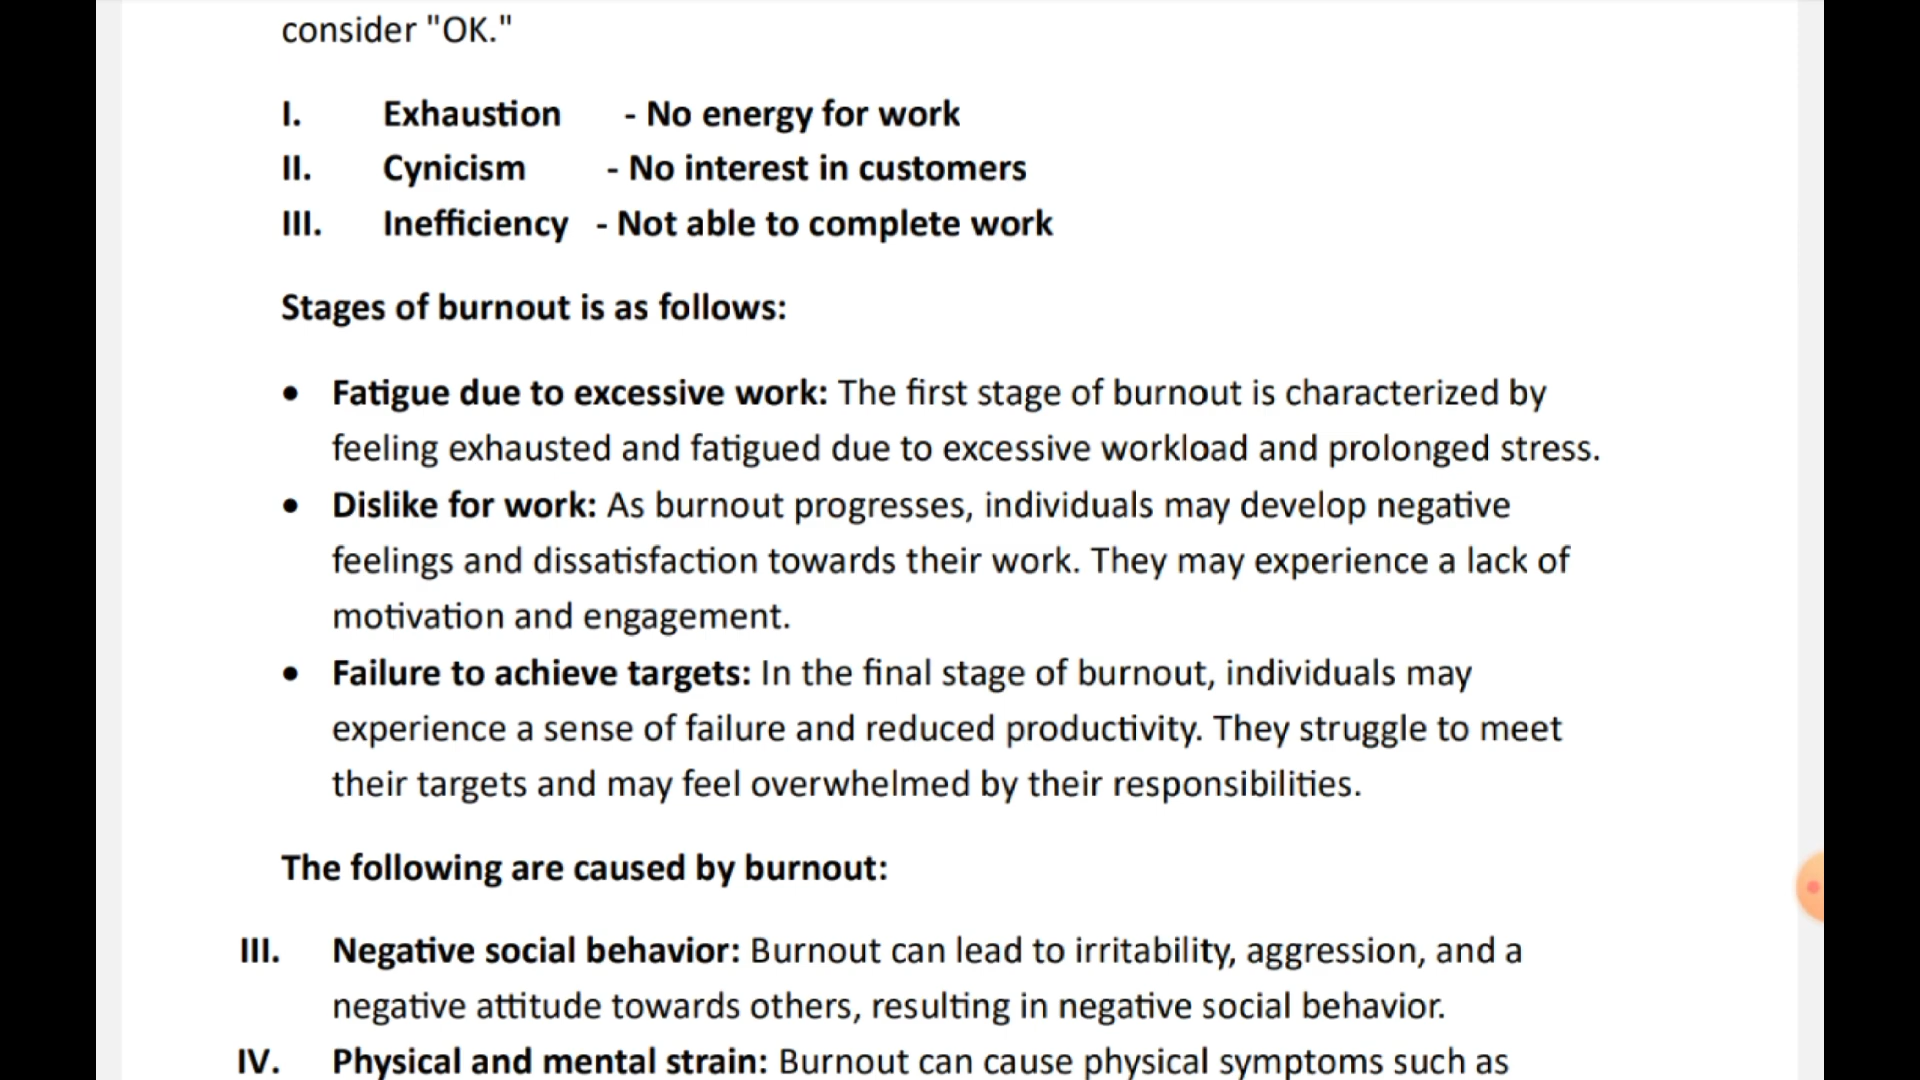 consider "OK."
I. Exhaustion - No energy for work
II. Cynicism - No interest in customers
III. Inefficiency - Not able to complete work
Stages of burnout is as follows:
• Fatigue due to excessive work: The first stage of burnout is characterized by
feeling exhausted and fatigued due to excessive workload and prolonged stress.
• Dislike for work: As burnout progresses, individuals may develop negative
feelings and dissatisfaction towards their work. They may experience a lack of
motivation and engagement.
• Failure to achieve targets: In the final stage of burnout, individuals may
experience a sense of failure and reduced productivity. They struggle to meet
their targets and may feel overwhelmed by their responsibilities.
The following are caused by burnout:
III. Negative social behavior: Burnout can lead to irritability, aggression, and a
negative attitude towards others, resulting in negative social behavior.
IV. Physical and mental strain: Burnout can cause physical symptoms such as